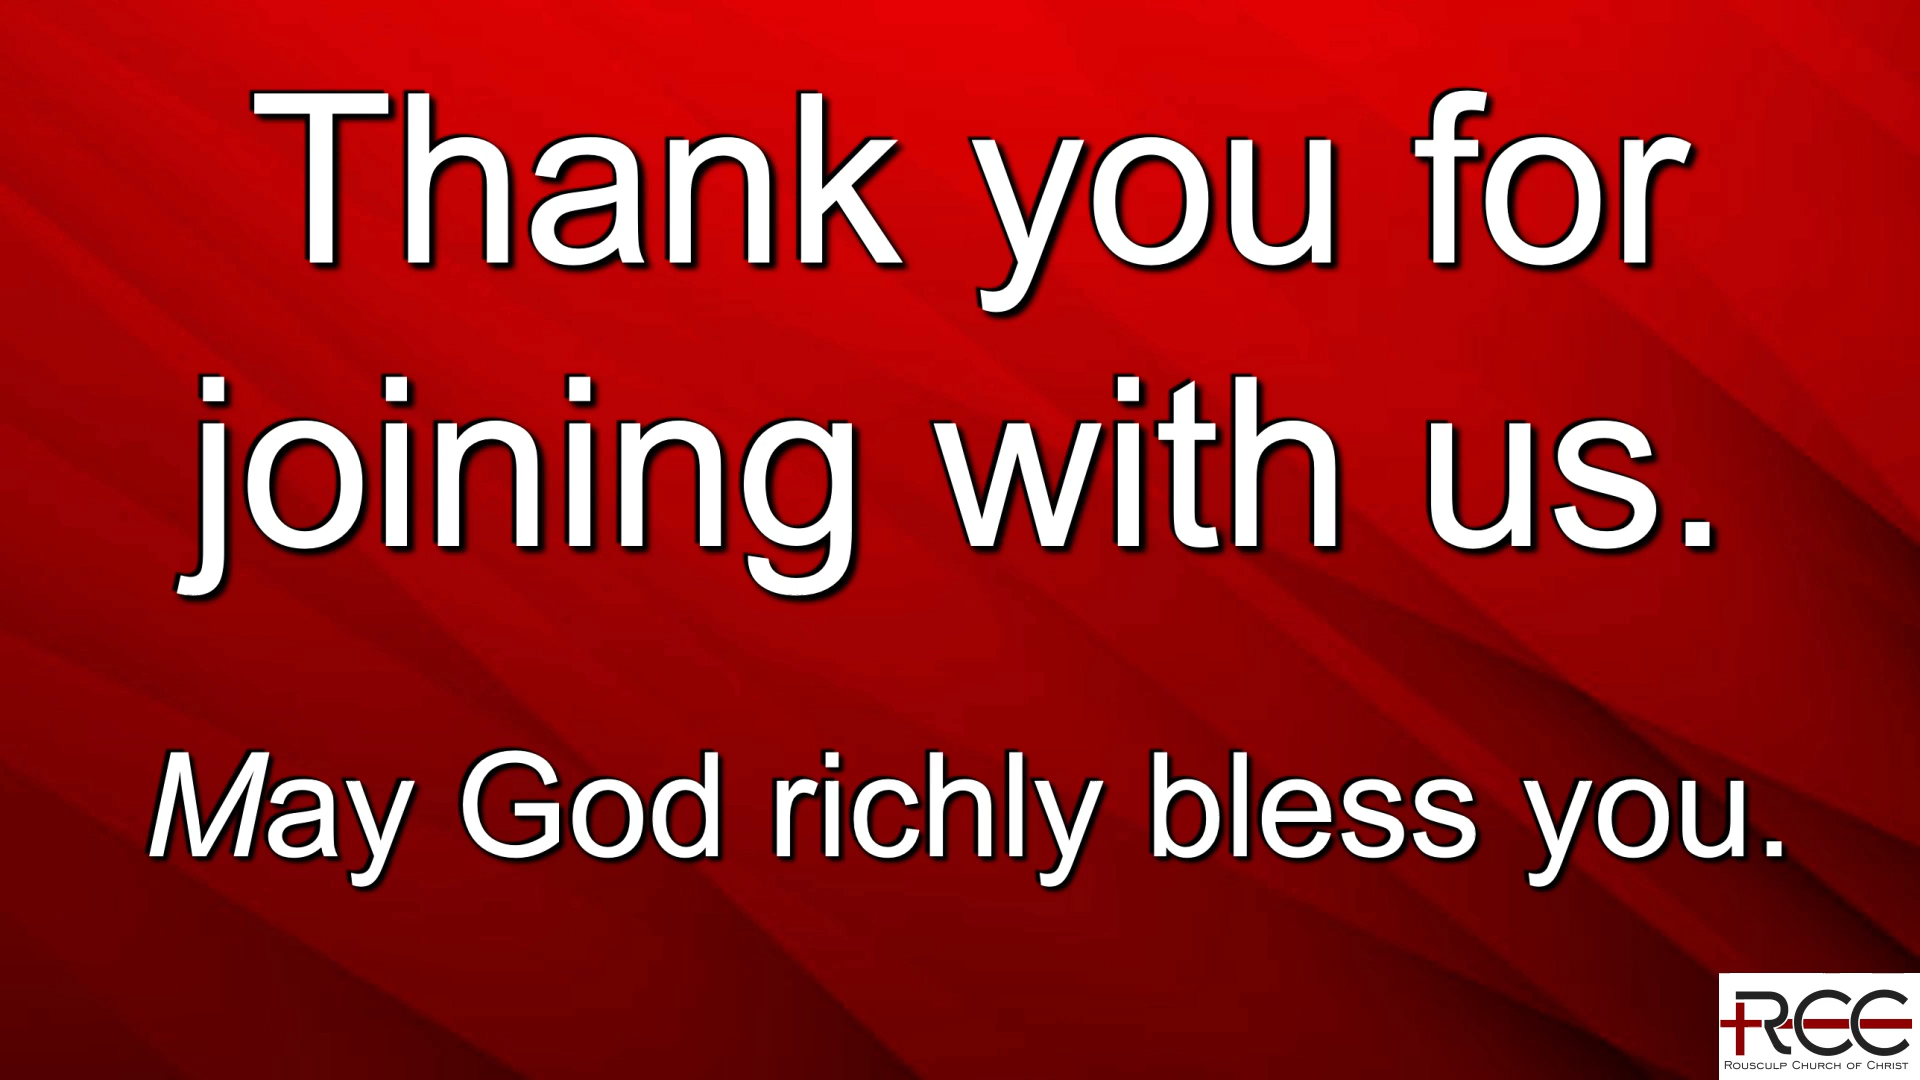 Thank you for
joining with us.
May God richly bless you.
RCC
Rousculp Church of Christ